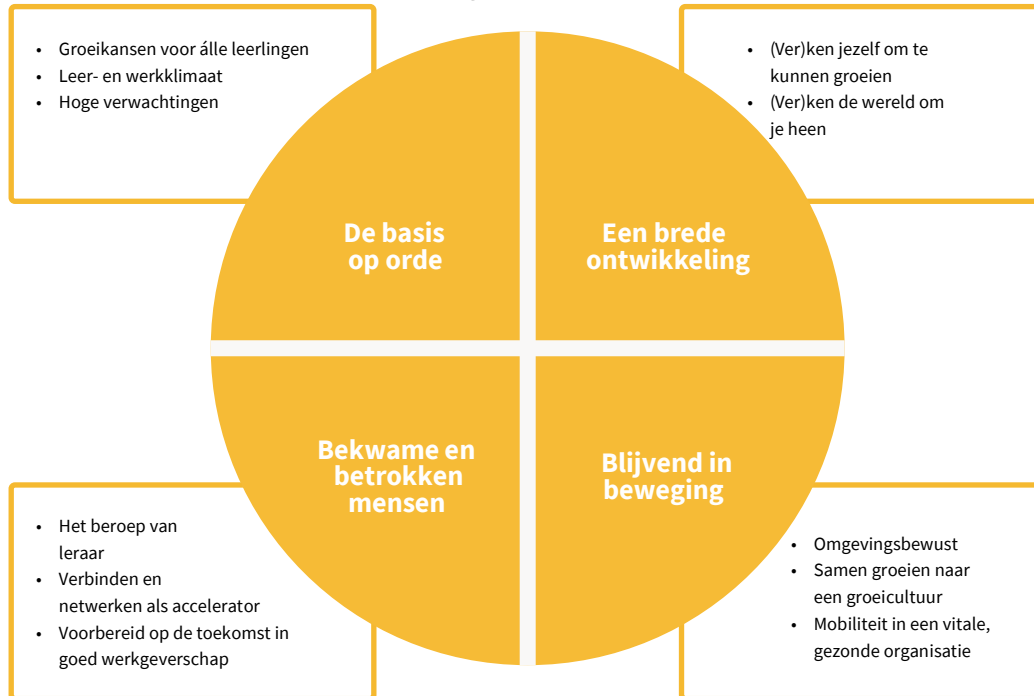 • Groeikansen voor álle leerlingen
• Leer- en werkklimaat
• Hoge verwachtingen
• (Ver)ken jezelf om te
kunnen groeien
• (Ver)ken de wereld om
je heen
De basis
op orde
Een brede
ontwikkeling
Bekwame en
betrokken
mensen
Blijvend in
beweging
• Het beroep van
leraar
• Verbinden en
netwerken als accelerator
• Voorbereid op de toekomst in
goed werkgeverschap
• Omgevingsbewust
• Samen groeien naar
een groeicultuur
• Mobiliteit in een vitale,
gezonde organisatie